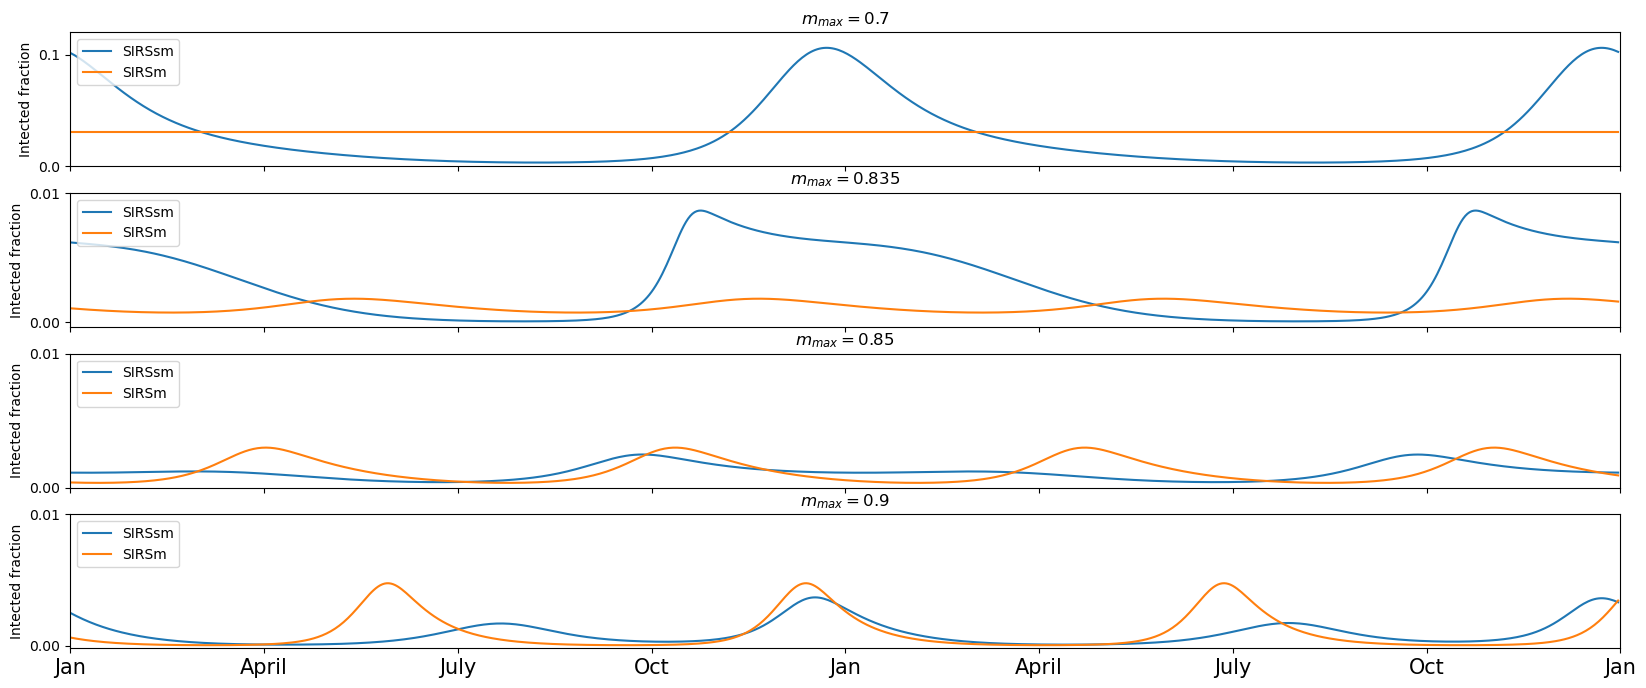 m_max = 0.7
Intected fraction
0.1
0.0
SIRSsm
SIRSm
m_max = 0.835
Intected fraction
0.01
0.00
SIRSsm
SIRSm
m_max = 0.85
Intected fraction
0.01
0.00
SIRSsm
SIRSm
m_max = 0.9
Intected fraction
0.01
0.00
SIRSsm
SIRSm
Jan April July Oct Jan April July Oct Jan